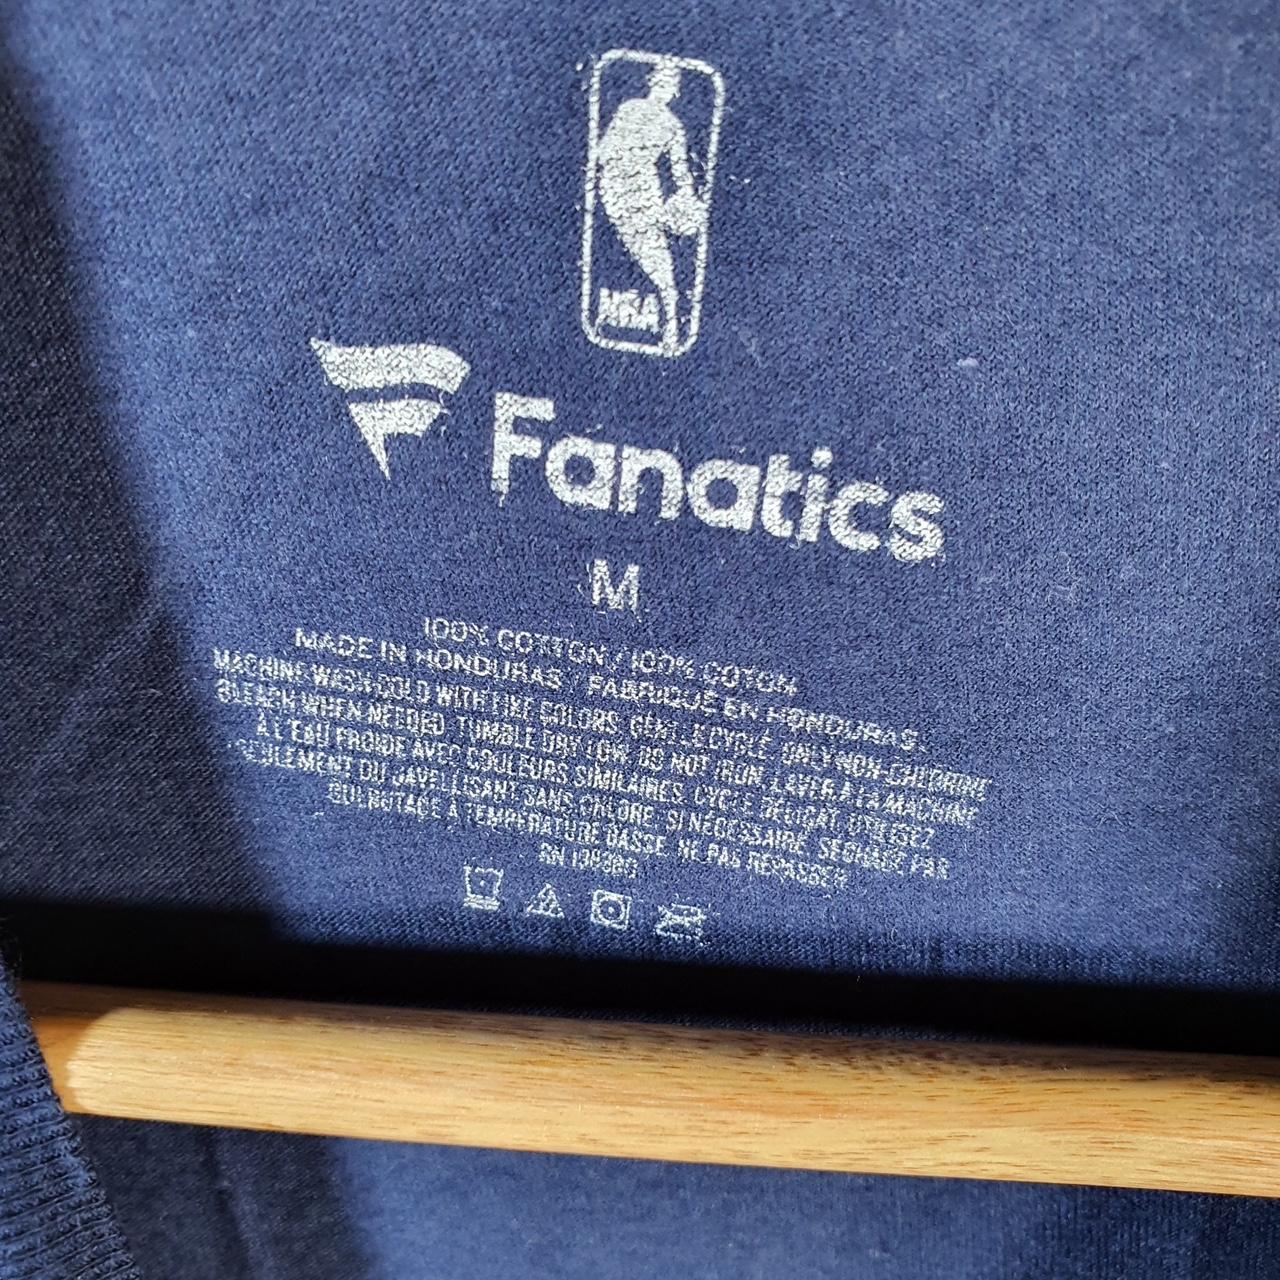 NBA
Fanatics
M
100% COTTON / 100% COTON
MADE IN HONDURAS FABRIQUÉ EN HONDURAS.
MACHINE WASH COLD WITH LIKE COLORS. GENTLE CYCLE. ONLY NON-CHLORINE
BLEACH WHEN NEEDED. TUMBLE DRY LOW. DO NOT IRON. LAVER À LA MACHINE
À L'EAU FROIDE AVEC COULEURS SIMILAIRES. CYCLE DÉLICAT. UTILISEZ
SEULEMENT DU JAVELLISANT SANS CHLORE. SI NÉCESSAIRE. SÉCHAGE PAR
CULBUTAGE À TEMPÉRATURE BASSE. NE PAS REPASSER
RN